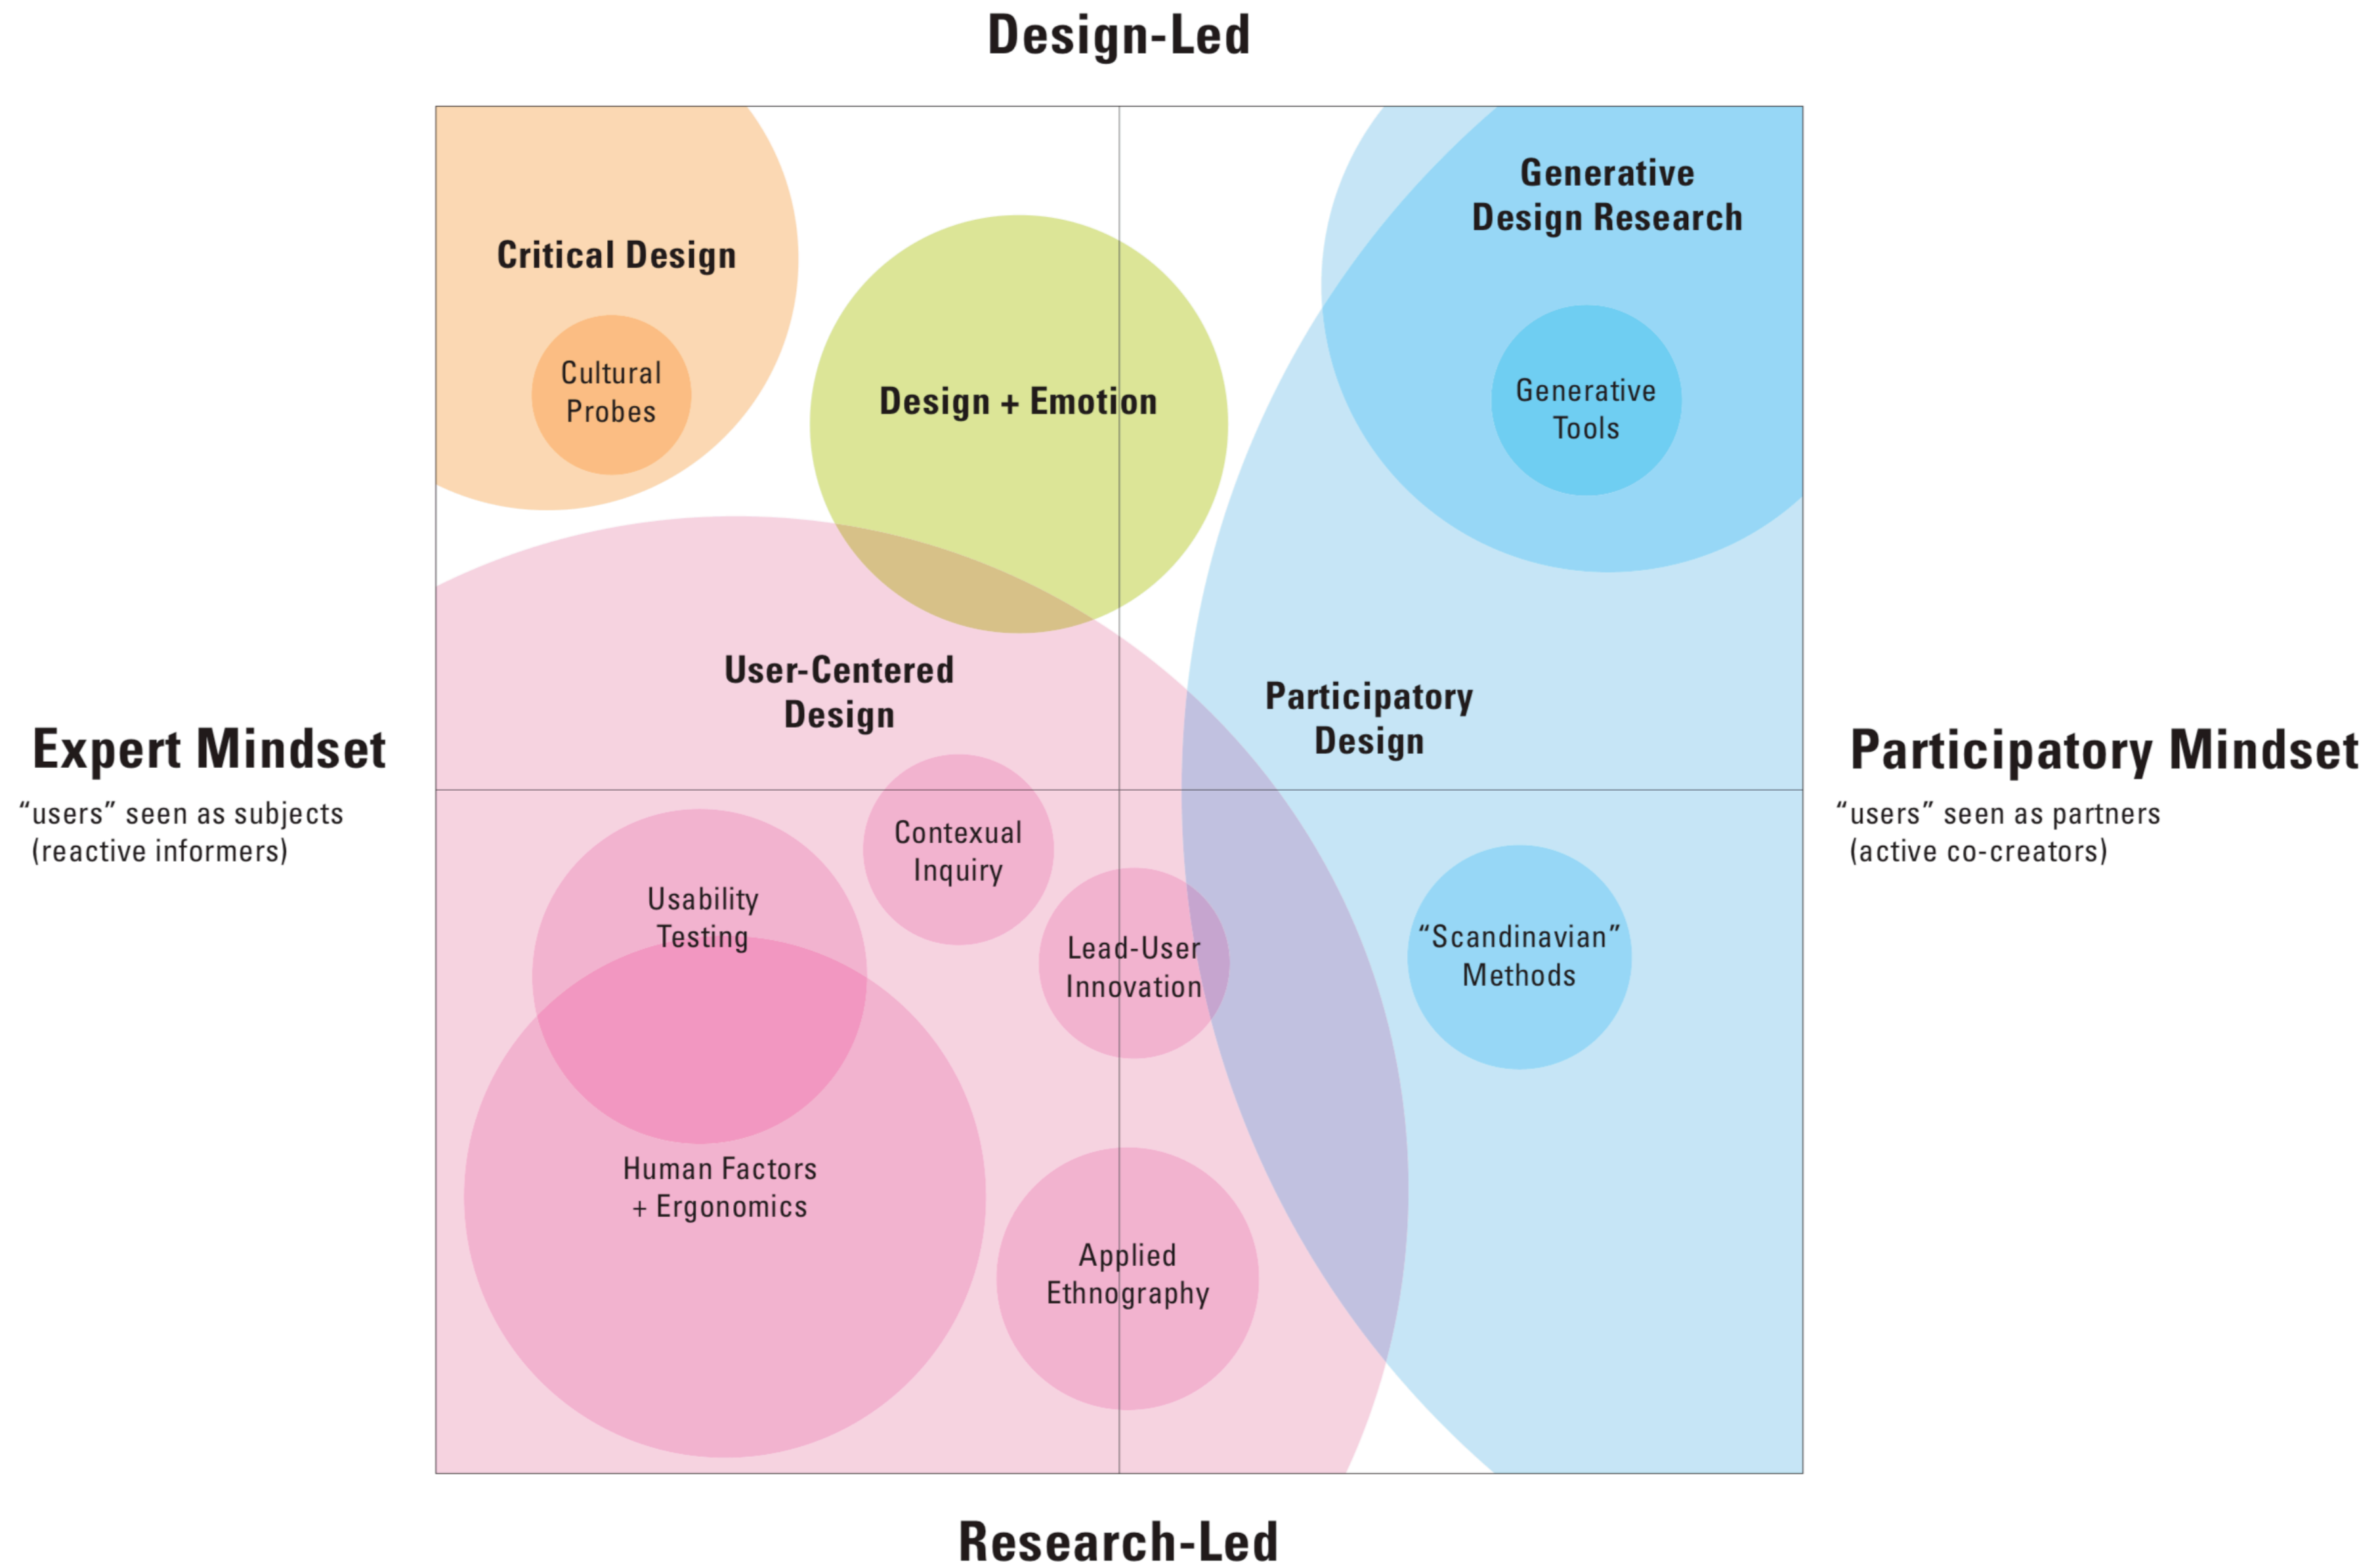 Design-Led
Generative
Design Research
Critical Design
Cultural
Probes
Design + Emotion
Generative
Tools
User-Centered
Design
Participatory
Design
Expert Mindset
“users” seen as subjects
(reactive informers)
Participatory Mindset
“users” seen as partners
(active co-creators)
Contexual
Inquiry
Usability
Testing
Lead-User
Innovation
“Scandinavian”
Methods
Human Factors
+ Ergonomics
Applied
Ethnography
Research-Led